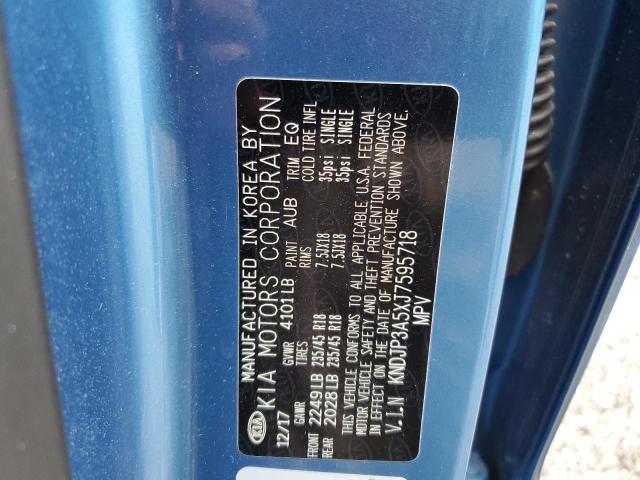 MANUFACTURED IN KOREA BY
KIA KIA MOTORS CORPORATION
12/17 GVWR 4101LB PAINT AUB TRIM EQ
GAWR TIRES RIMS COLD TIRE INFL
FRONT 2249LB 235/45 R18 7.5JX18 35psi SINGLE
REAR 2028LB 235/45 R18 7.5JX18 35psi SINGLE
THIS VEHICLE CONFORMS TO ALL APPLICABLE U.S.A. FEDERAL
MOTOR VEHICLE SAFETY, BUMPER, AND THEFT PREVENTION STANDARDS
IN EFFECT ON THE DATE OF MANUFACTURE SHOWN ABOVE.
V.I.N KNDJP3A5XJ7595718
MPV